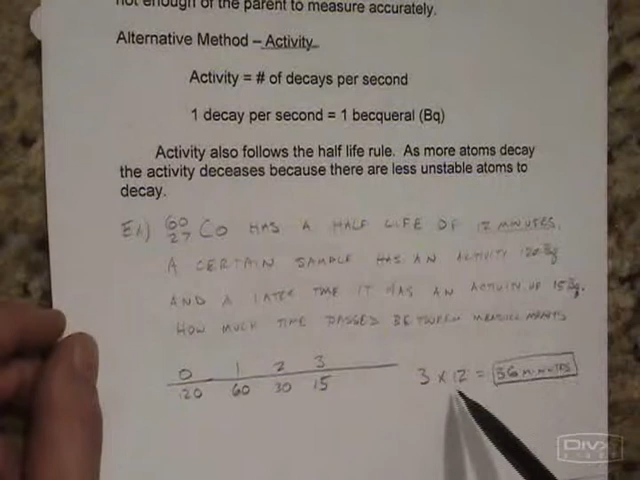 not enough of the parent to measure accurately.
Alternative Method – Activity
Activity = # of decays per second
1 decay per second = 1 becqueral (Bq)
Activity also follows the half life rule. As more atoms decay
the activity deceases because there are less unstable atoms to
decay.
Ex) 60 27 Co HAS A HALF LIFE OF 12 MINUTES.
A CERTAIN SAMPLE HAS AN ACTIVITY 120 Bq
AND A LATER TIME IT HAS AN ACTIVITY OF 15 Bq.
HOW MUCH TIME PASSED BETWEEN MEASUREMENTS
0 1 2 3
120 60 30 15
3 x 12 = 36 MINUTES
DivX